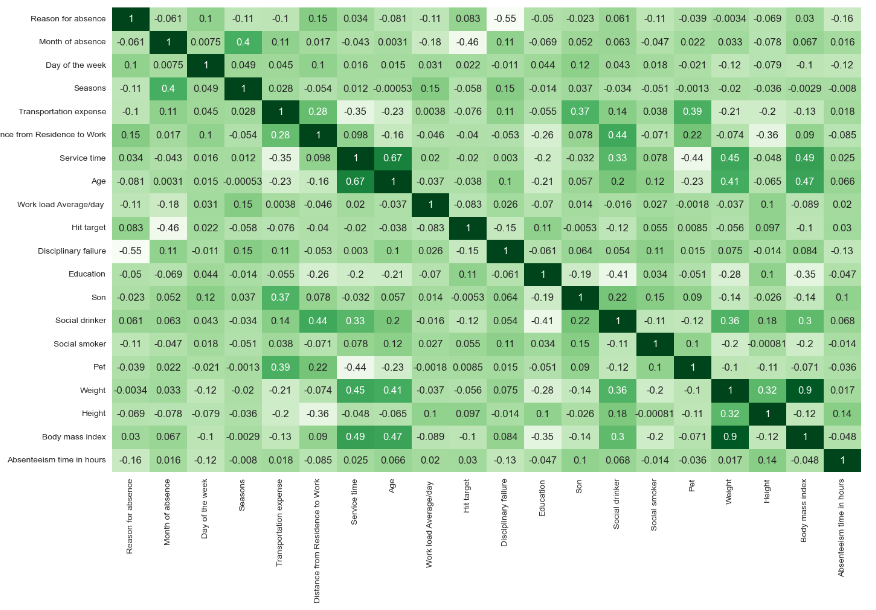 Reason for absence 1 -0.061 0.1 -0.11 -0.1 0.15 0.034 -0.081 -0.11 0.083 -0.55 -0.05 -0.023 0.061 -0.11 -0.039 -0.0034 -0.069 0.03 -0.16
Month of absence -0.061 1 0.0075 0.4 0.11 0.017 -0.043 0.0031 -0.18 -0.46 0.11 -0.069 0.052 0.063 -0.047 0.022 0.033 -0.078 0.067 0.016
Day of the week 0.1 0.0075 1 0.049 0.045 0.1 0.016 0.015 0.031 0.022 -0.011 0.044 0.12 0.043 0.018 -0.021 -0.12 -0.079 -0.1 -0.12
Seasons -0.11 0.4 0.049 1 0.028 -0.054 0.012 -0.00053 0.15 -0.058 0.15 -0.014 0.037 -0.034 -0.051 -0.0013 -0.02 -0.036 -0.0029 -0.008
Transportation expense -0.1 0.11 0.045 0.028 1 0.28 -0.35 -0.23 0.0038 -0.076 0.11 -0.055 0.37 0.14 0.038 0.39 -0.21 -0.2 -0.13 0.018
nce from Residence to Work 0.15 0.017 0.1 -0.054 0.28 1 0.098 -0.16 -0.046 -0.04 -0.053 -0.26 0.078 0.44 -0.071 0.22 -0.074 -0.36 0.09 -0.085
Service time 0.034 -0.043 0.016 0.012 -0.35 0.098 1 0.67 0.02 -0.02 0.003 -0.2 -0.032 0.33 0.078 -0.44 0.45 -0.048 0.49 0.025
Age -0.081 0.0031 0.015 -0.00053 -0.23 -0.16 0.67 1 -0.037 -0.038 0.1 -0.21 0.057 0.2 0.12 -0.23 0.41 -0.065 0.47 0.066
Work load Average/day -0.11 -0.18 0.031 0.15 0.0038 -0.046 0.02 -0.037 1 -0.083 0.026 -0.07 0.014 -0.016 0.027 -0.0018 -0.037 0.1 -0.089 0.02
Hit target 0.083 -0.46 0.022 -0.058 -0.076 -0.04 -0.02 -0.038 -0.083 1 -0.15 0.11 -0.0053 -0.12 0.055 0.0085 -0.056 0.097 -0.1 0.03
Disciplinary failure -0.55 0.11 -0.011 0.15 0.11 -0.053 0.003 0.1 0.026 -0.15 1 -0.061 0.064 0.054 0.11 0.015 0.075 -0.014 0.084 -0.13
Education -0.05 -0.069 0.044 -0.014 -0.055 -0.26 -0.2 -0.21 -0.07 0.11 -0.061 1 -0.19 -0.41 0.034 -0.051 -0.28 0.1 -0.35 -0.047
Son -0.023 0.052 0.12 0.037 0.37 0.078 -0.032 0.057 0.014 -0.0053 0.064 -0.19 1 0.22 0.15 0.09 -0.14 -0.026 -0.14 0.1
Social drinker 0.061 0.063 0.043 -0.034 0.14 0.44 0.33 0.2 -0.016 -0.12 0.054 -0.41 0.22 1 -0.11 -0.12 0.36 0.18 0.3 0.068
Social smoker -0.11 -0.047 0.018 -0.051 0.038 -0.071 0.078 0.12 0.027 0.055 0.11 0.034 0.15 -0.11 1 0.1 -0.2 -0.00081 -0.2 -0.014
Pet -0.039 0.022 -0.021 -0.0013 0.39 0.22 -0.44 -0.23 -0.0018 0.0085 0.015 -0.051 0.09 -0.12 0.1 1 -0.1 -0.11 -0.071 -0.036
Weight -0.0034 0.033 -0.12 -0.02 -0.21 -0.074 0.45 0.41 -0.037 -0.056 0.075 -0.28 -0.14 0.36 -0.2 -0.1 1 0.32 0.9 0.017
Height -0.069 -0.078 -0.079 -0.036 -0.2 -0.36 -0.048 -0.065 0.1 0.097 -0.014 0.1 -0.026 0.18 -0.00081 -0.11 0.32 1 -0.12 0.14
Body mass index 0.03 0.067 -0.1 -0.0029 -0.13 0.09 0.49 0.47 -0.089 -0.1 0.084 -0.35 -0.14 0.3 -0.2 -0.071 0.9 -0.12 1 -0.048
Absenteeism time in hours -0.16 0.016 -0.12 -0.008 0.018 -0.085 0.025 0.066 0.02 0.03 -0.13 -0.047 0.1 0.068 -0.014 -0.036 0.017 0.14 -0.048 1
Reason for absence
Month of absence
Day of the week
Seasons
Transportation expense
Distance from Residence to Work
Service time
Age
Work load Average/day
Hit target
Disciplinary failure
Education
Son
Social drinker
Social smoker
Pet
Weight
Height
Body mass index
Absenteeism time in hours